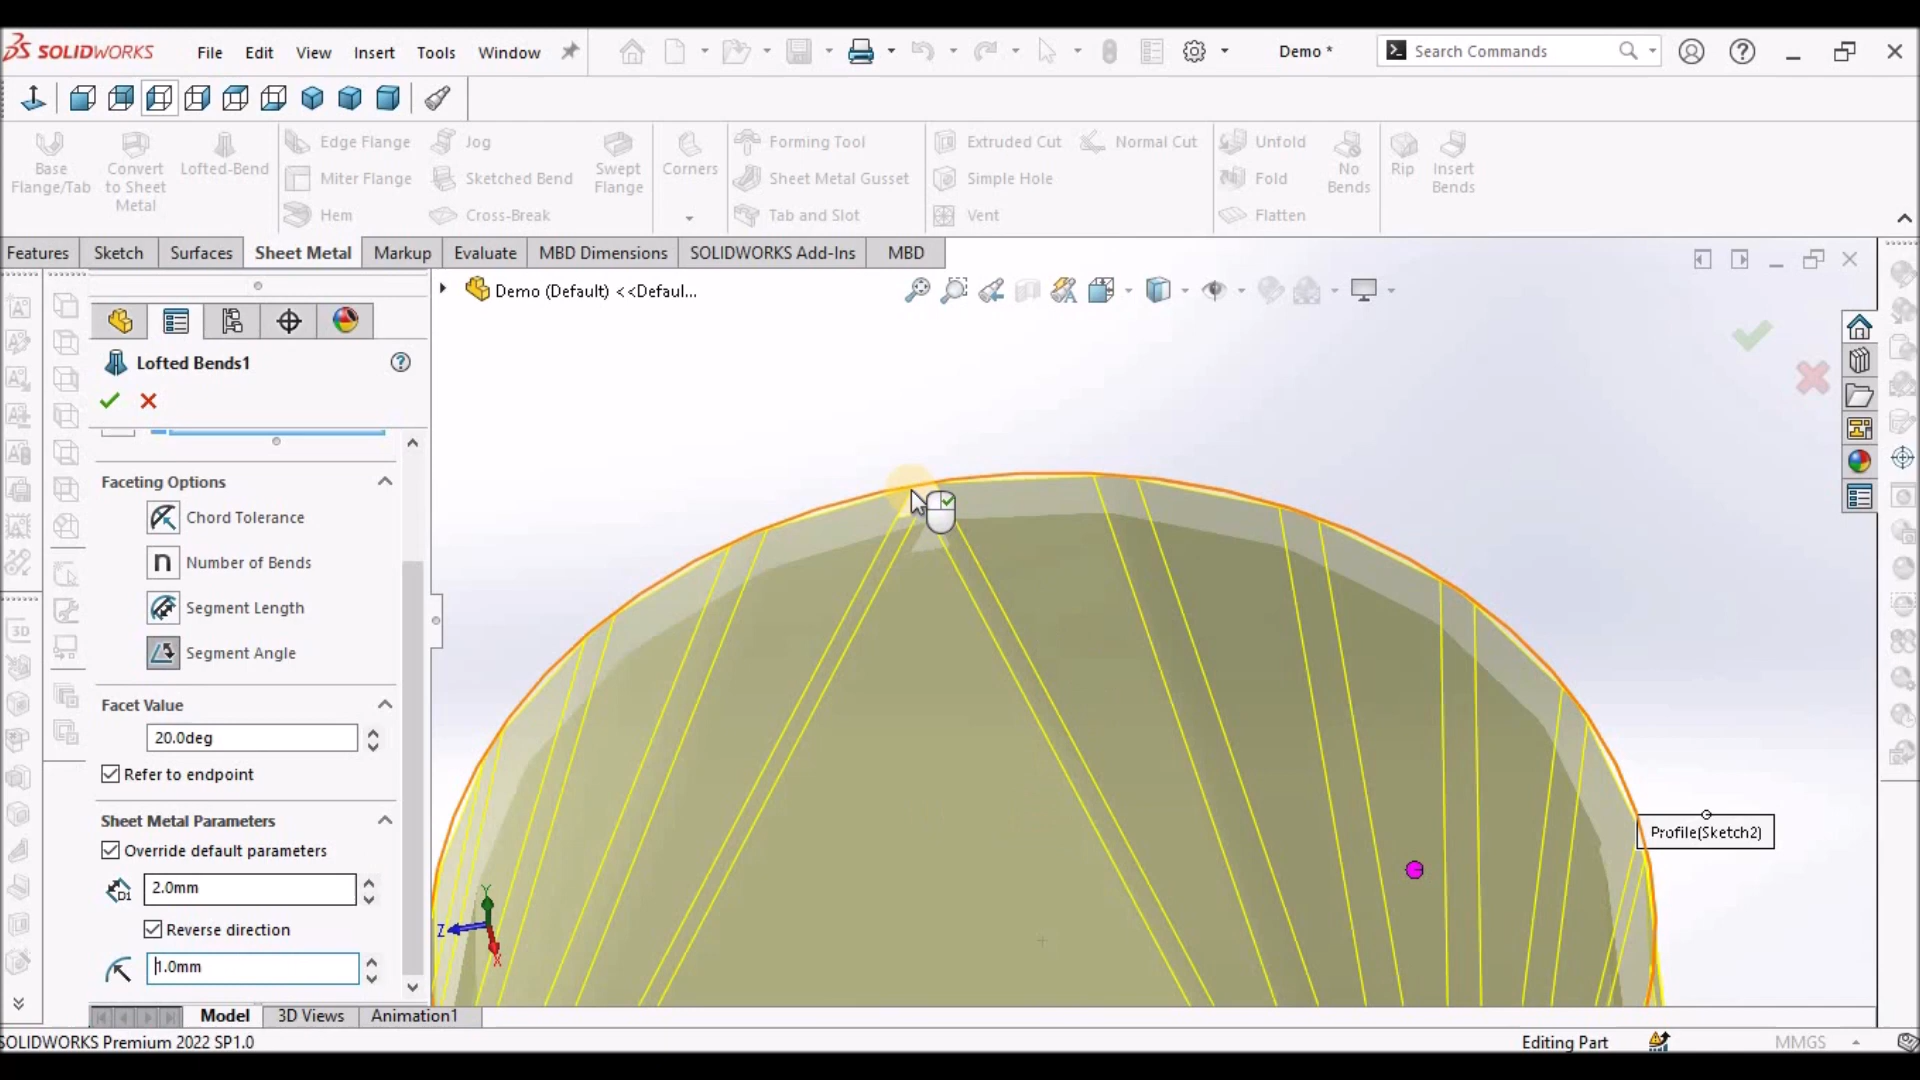 SOLIDWORKS File Edit View Insert Tools Window Demo * Search Commands
Base Flange/Tab
Convert to Sheet Metal
Lofted-Bend
Edge Flange
Miter Flange
Hem
Jog
Sketched Bend
Cross-Break
Swept Flange
Corners
Forming Tool
Sheet Metal Gusset
Tab and Slot
Extruded Cut
Simple Hole
Vent
Normal Cut
Unfold
Fold
Flatten
No Bends
Rip
Insert Bends
Features Sketch Surfaces Sheet Metal Markup Evaluate MBD Dimensions SOLIDWORKS Add-Ins MBD
Demo (Default) <<Defaul...
Lofted Bends1
Faceting Options
Chord Tolerance
Number of Bends
Segment Length
Segment Angle
Facet Value
20.0deg
Refer to endpoint
Sheet Metal Parameters
Override default parameters
D1 2.0mm
Reverse direction
1.0mm
3D
Y
Z
X
Profile(Sketch2)
Model 3D Views Animation1
SOLIDWORKS Premium 2022 SP1.0 Editing Part MMGS